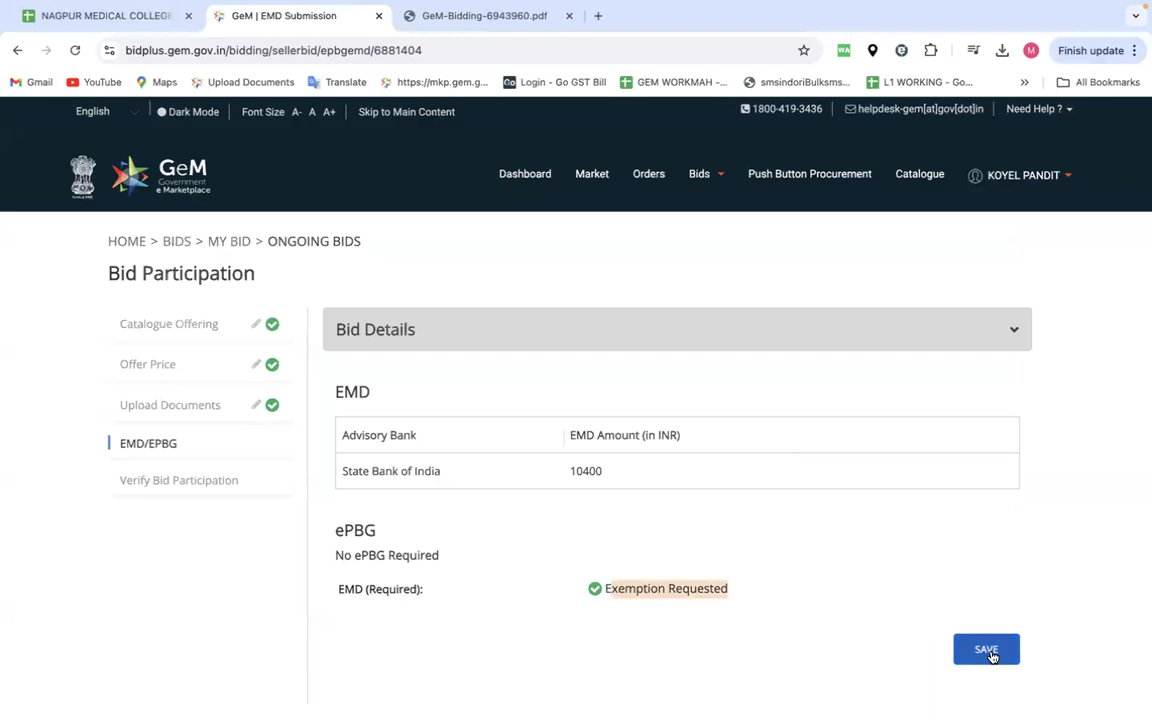 NAGPUR MEDICAL COLLEGE
GeM | EMD Submission
GeM-Bidding-6943960.pdf
bidplus.gem.gov.in/bidding/sellerbid/epbgemd/6881404
WA
M
Finish update
Gmail
YouTube
Maps
Upload Documents
Translate
https://mkp.gem.g...
Go
Login - Go GST Bill
GEM WORKMAH -...
smsindoriBulksms...
L1 WORKING - Go...
All Bookmarks
English
Dark Mode
Font Size A- A A+
Skip to Main Content
1800-419-3436
helpdesk-gem[at]gov[dot]in
Need Help ?
GeM
Government
e Marketplace
Dashboard
Market
Orders
Bids
Push Button Procurement
Catalogue
KOYEL PANDIT
HOME > BIDS > MY BID > ONGOING BIDS
Bid Participation
Catalogue Offering
Offer Price
Upload Documents
EMD/EPBG
Verify Bid Participation
Bid Details
EMD
Advisory Bank
EMD Amount (in INR)
State Bank of India
10400
ePBG
No ePBG Required
EMD (Required):
Exemption Requested
SAVE